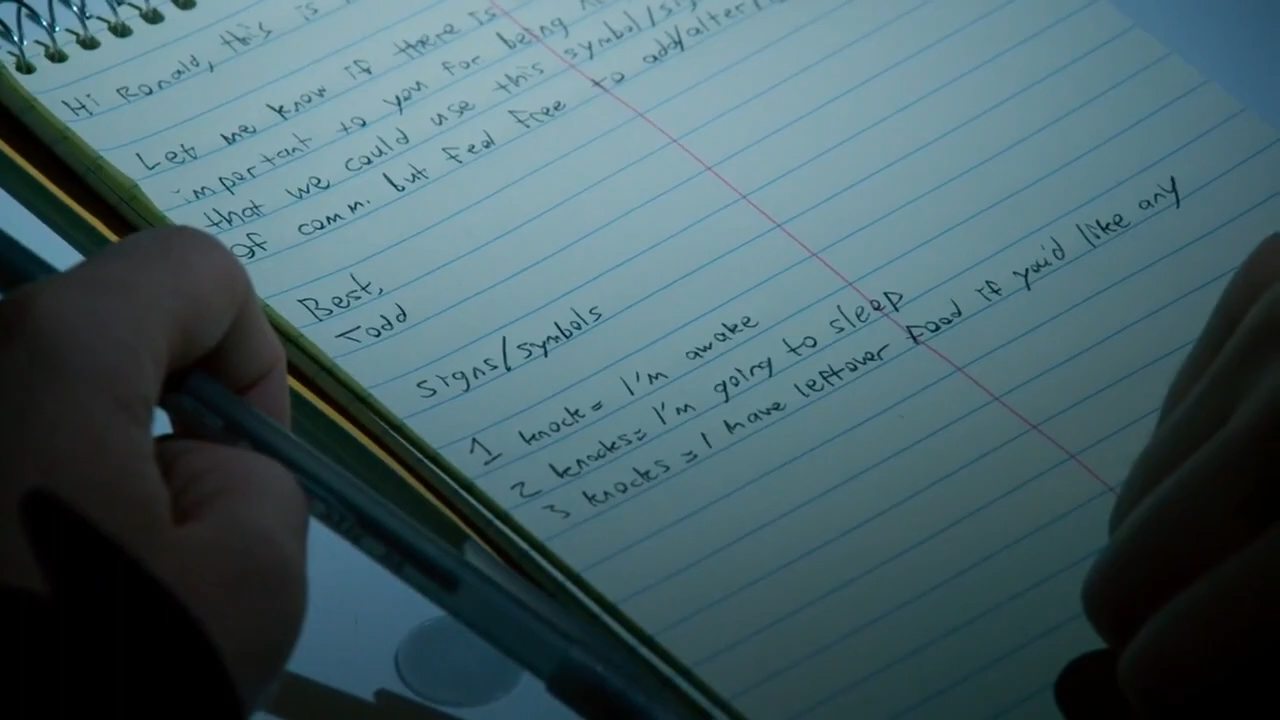 Hi Ronald, this is
Let me know if there is
important to you for being
that we could use this symbol/si
of comm. but feel free to add/alter/
Best,
Todd
signs/symbols
1 knock = I'm awake
2 knocks = I'm going to sleep
3 knocks = I have leftover food if you'd like any